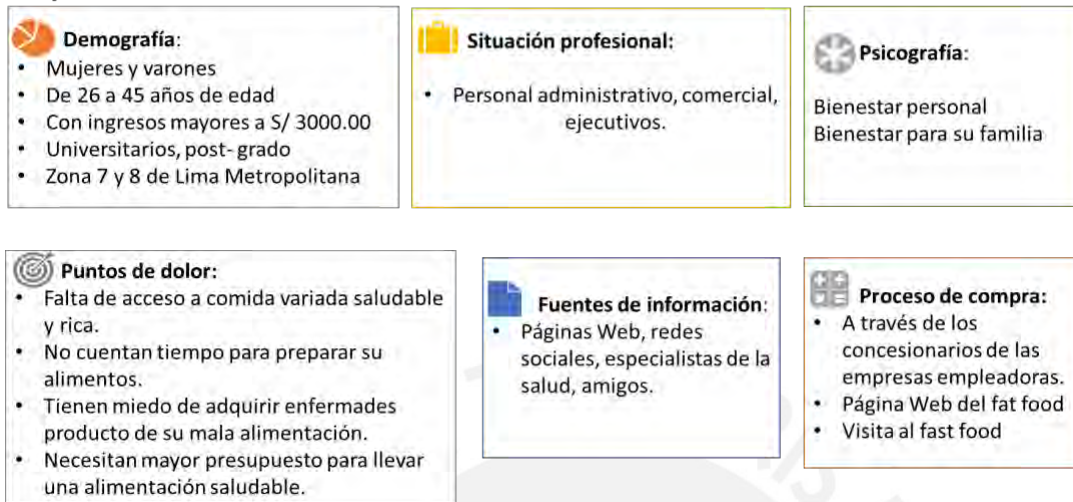 Demografía:
• Mujeres y varones
• De 26 a 45 años de edad
• Con ingresos mayores a S/ 3000.00
• Universitarios, post- grado
• Zona 7 y 8 de Lima Metropolitana
Situación profesional:
• Personal administrativo, comercial,
ejecutivos.
Psicografía:
Bienestar personal
Bienestar para su familia
Puntos de dolor:
• Falta de acceso a comida variada saludable
y rica.
• No cuentan tiempo para preparar su
alimentos.
• Tienen miedo de adquirir enfermades
producto de su mala alimentación.
• Necesitan mayor presupuesto para llevar
una alimentación saludable.
Fuentes de información:
• Páginas Web, redes
sociales, especialistas de la
salud, amigos.
Proceso de compra:
• A través de los
concesionarios de las
empresas empleadoras.
• Página Web del fat food
• Visita al fast food